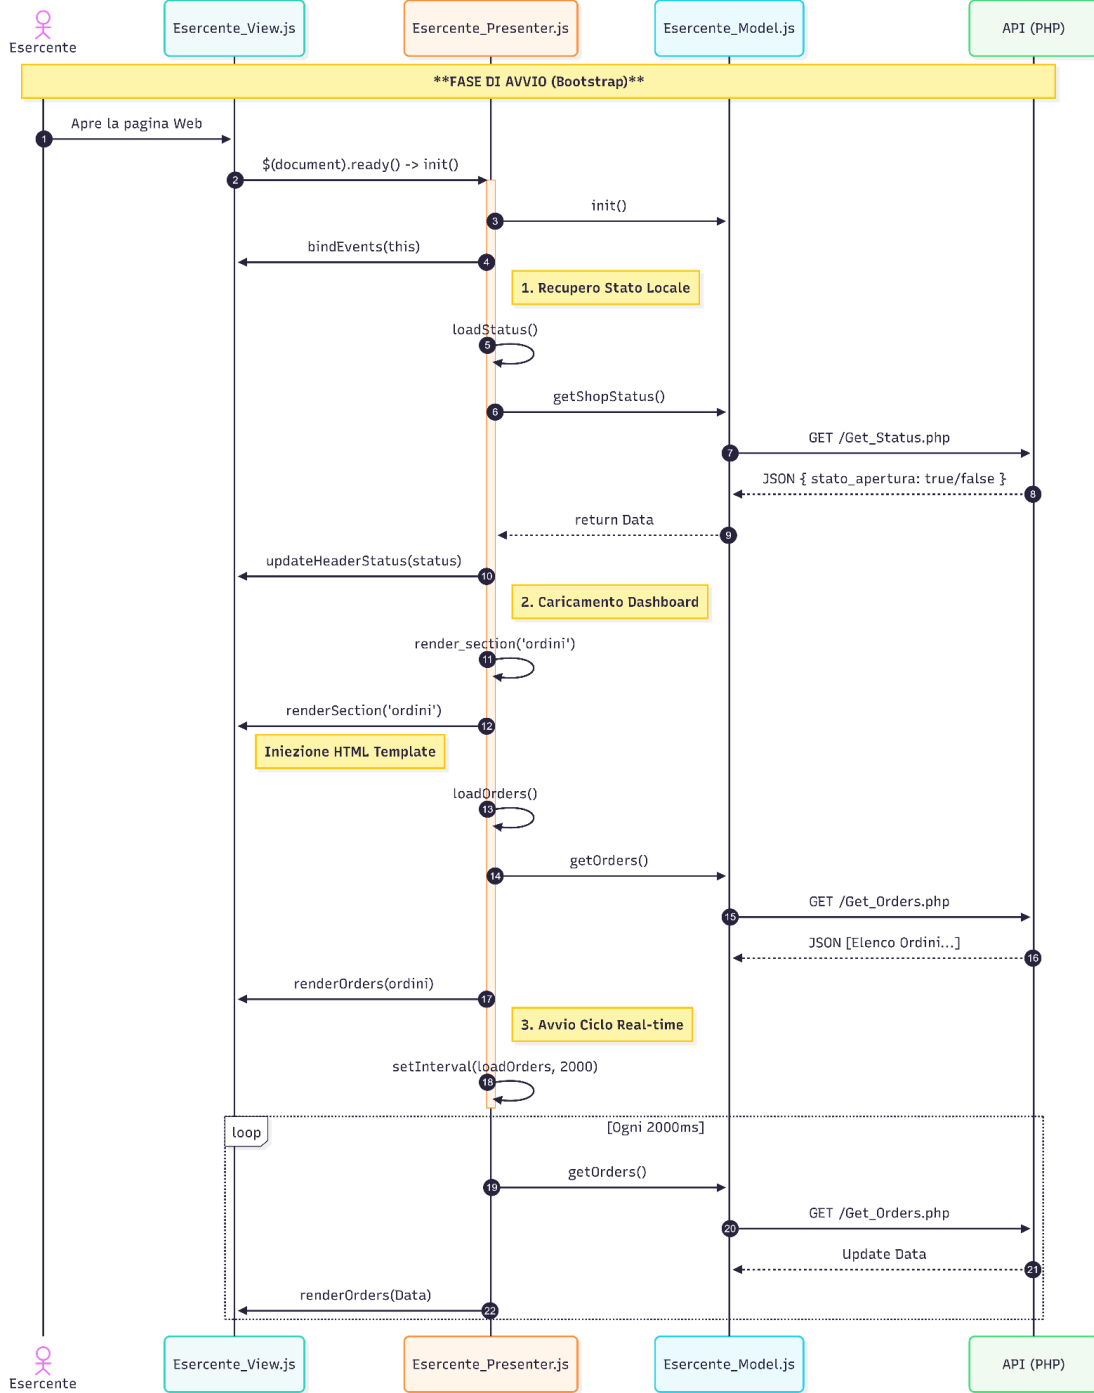 Esercente
Esercente_View.js
Esercente_Presenter.js
Esercente_Model.js
API (PHP)
**FASE DI AVVIO (Bootstrap)**
Apre la pagina Web
1
$(document).ready() -> init()
2
init()
3
bindEvents(this)
4
1. Recupero Stato Locale
loadStatus()
5
getShopStatus()
6
GET /Get_Status.php
7
JSON { stato_apertura: true/false }
8
return Data
9
updateHeaderStatus(status)
10
2. Caricamento Dashboard
render_section('ordini')
11
renderSection('ordini')
12
Iniezione HTML Template
loadOrders()
13
getOrders()
14
GET /Get_Orders.php
15
JSON [Elenco Ordini...]
16
renderOrders(ordini)
17
3. Avvio Ciclo Real-time
setInterval(loadOrders, 2000)
18
loop
[Ogni 2000ms]
getOrders()
19
GET /Get_Orders.php
20
Update Data
21
renderOrders(Data)
22
Esercente
Esercente_View.js
Esercente_Presenter.js
Esercente_Model.js
API (PHP)